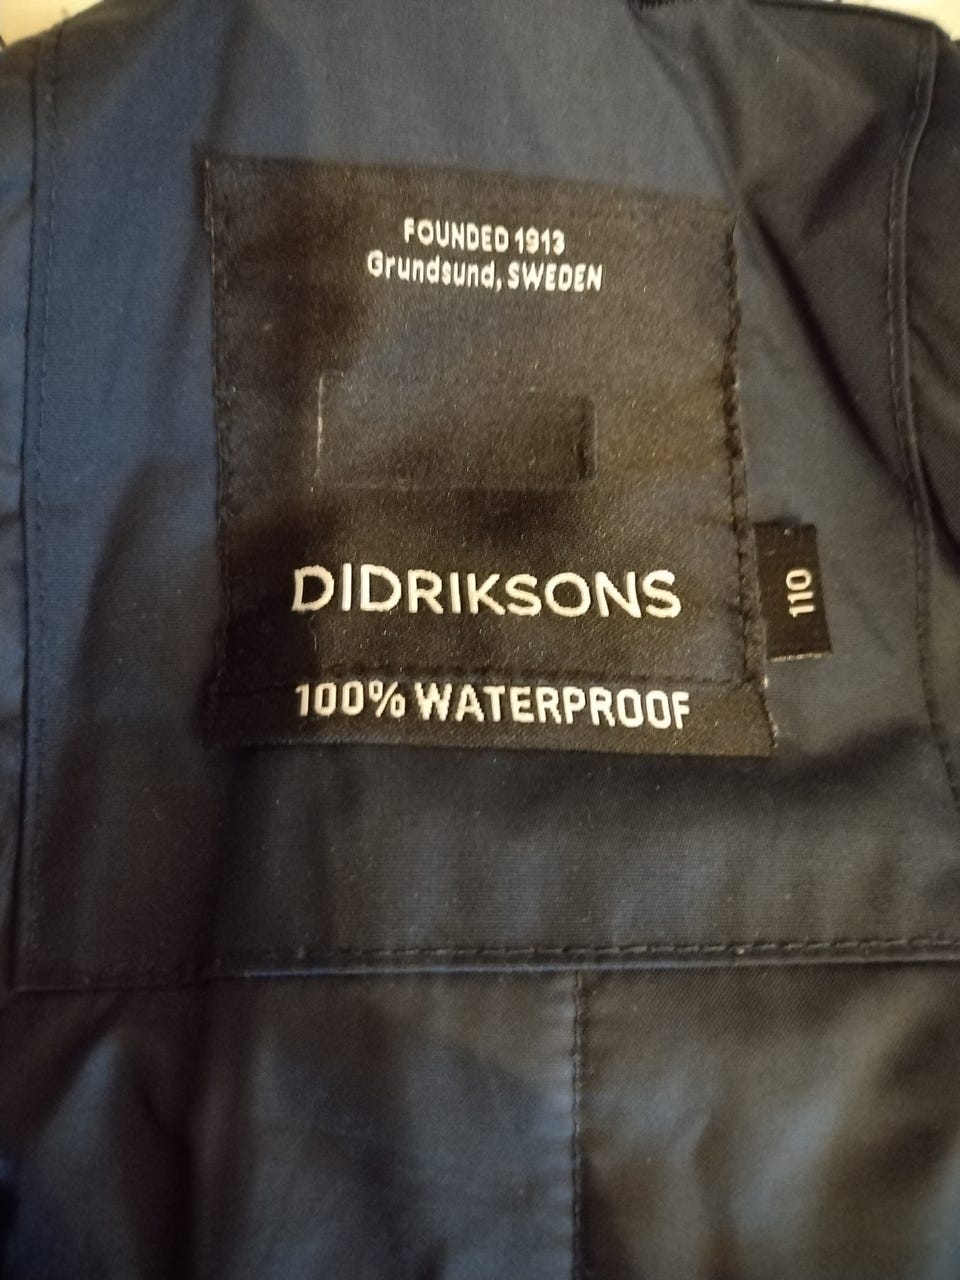 FOUNDED 1913
Grundsund, SWEDEN
DIDRIKSONS
110
100% WATERPROOF